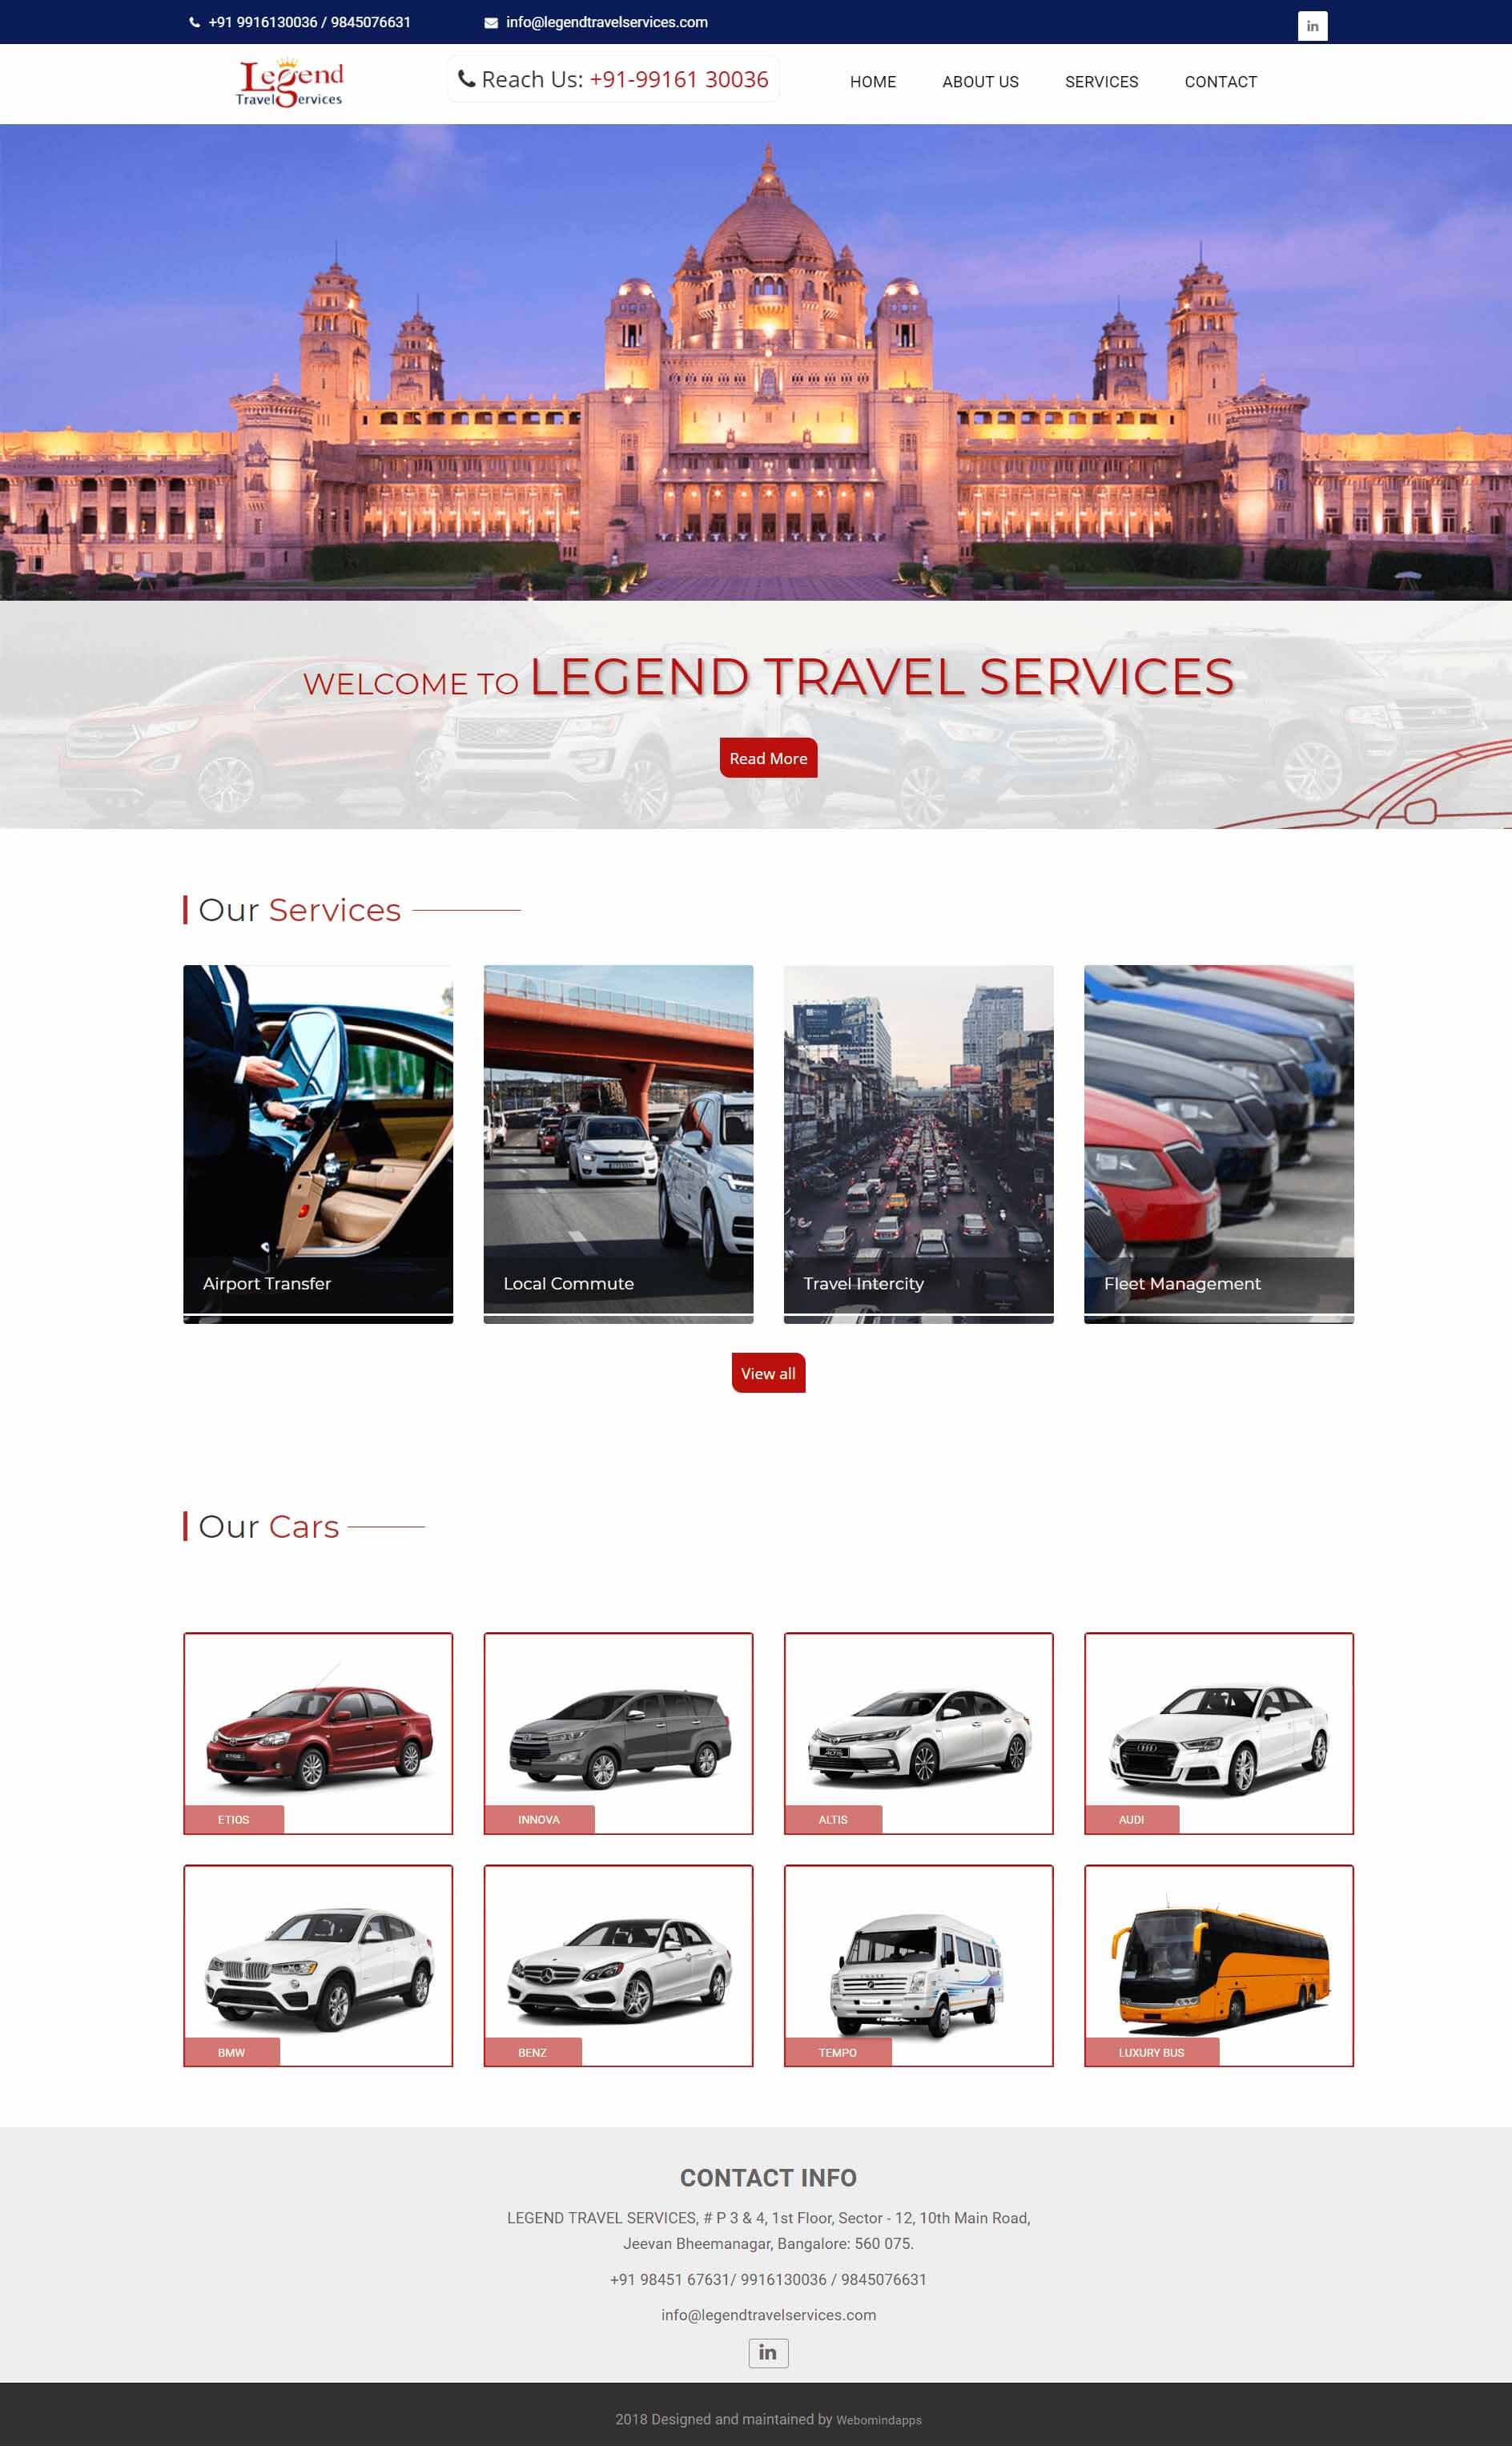 +91 9916130036 / 9845076631
info@legendtravelservices.com
in
Legend
Travel Services
Reach Us: +91-99161 30036
HOME
ABOUT US
SERVICES
CONTACT
WELCOME TO LEGEND TRAVEL SERVICES
Read More
Our Services
Airport Transfer
Local Commute
Travel Intercity
Fleet Management
View all
Our Cars
ETIOS
INNOVA
ALTIS
AUDI
BMW
BENZ
TEMPO
LUXURY BUS
CONTACT INFO
LEGEND TRAVEL SERVICES, # P 3 & 4, 1st Floor, Sector - 12, 10th Main Road,
Jeevan Bheemanagar, Bangalore: 560 075.
+91 98451 67631/ 9916130036 / 9845076631
info@legendtravelservices.com
in
2018 Designed and maintained by Webomindapps